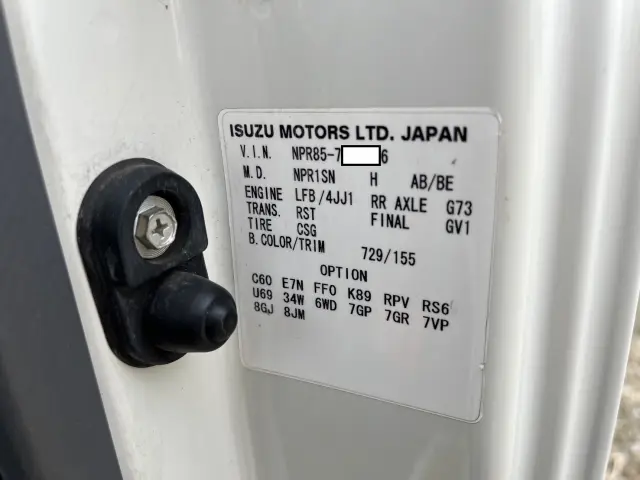 ISUZU MOTORS LTD. JAPAN
V.I.N. NPR85-7 6
M.D. NPR1SN H AB/BE
ENGINE LFB/4JJ1 RR AXLE G73
TRANS. RST FINAL GV1
TIRE CSG
B.COLOR/TRIM 729/155
OPTION
C60 E7N FF0 K89 RPV RS6
U69 34W 6WD 7GP 7GR 7VP
8GJ 8JM